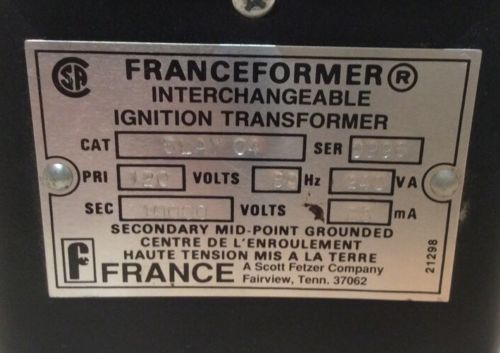 CSA
FRANCEFORMER®
INTERCHANGEABLE
IGNITION TRANSFORMER
CAT SER
PRI 120 VOLTS Hz VA
SEC VOLTS mA
SECONDARY MID-POINT GROUNDED
CENTRE DE L'ENROULEMENT
HAUTE TENSION MIS A LA TERRE
f FRANCE A Scott Fetzer Company
Fairview, Tenn. 37062
21298